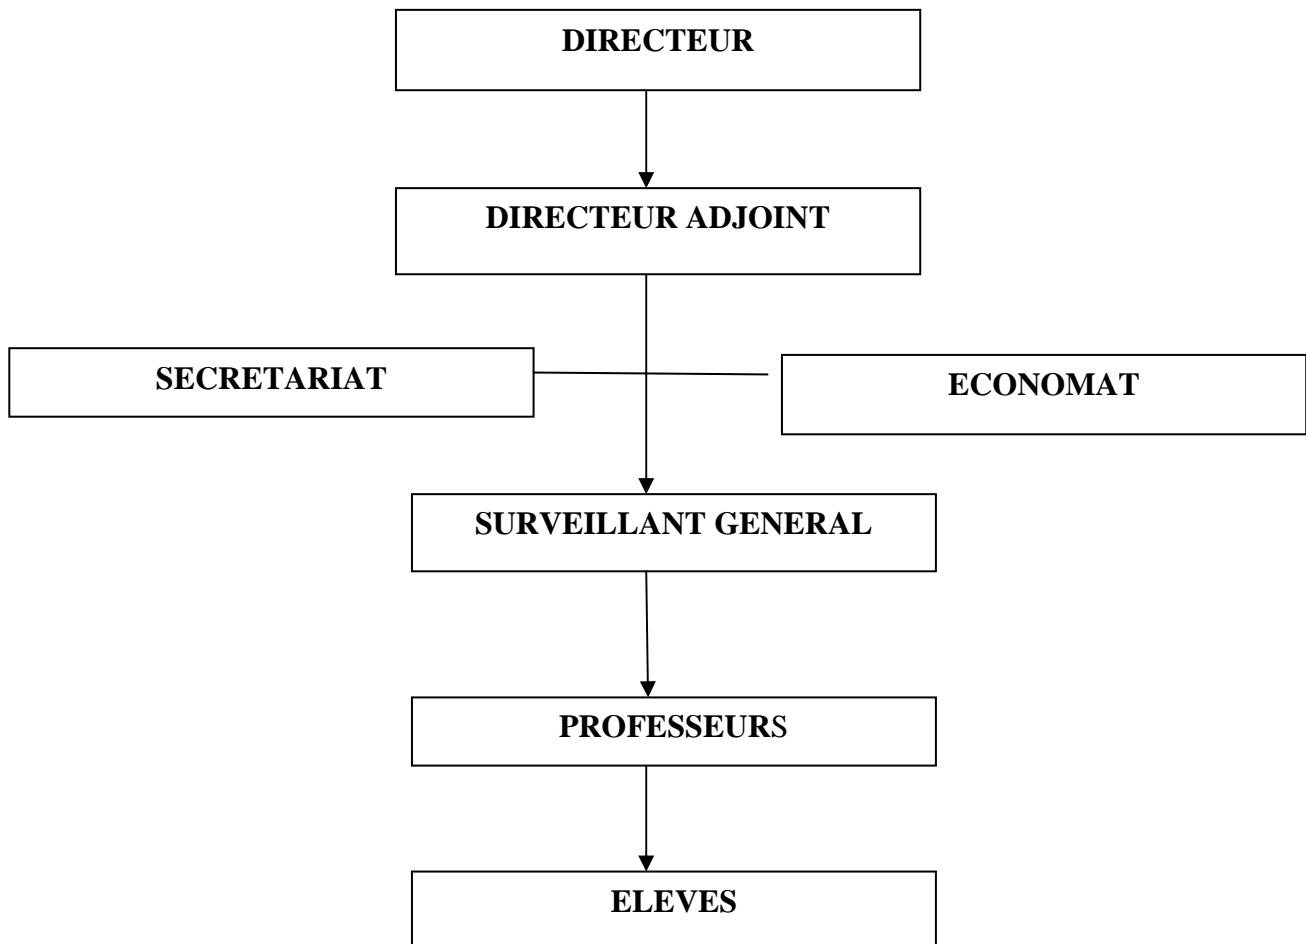 DIRECTEUR
DIRECTEUR ADJOINT
SECRETARIAT
ECONOMAT
SURVEILLANT GENERAL
PROFESSEURS
ELEVES